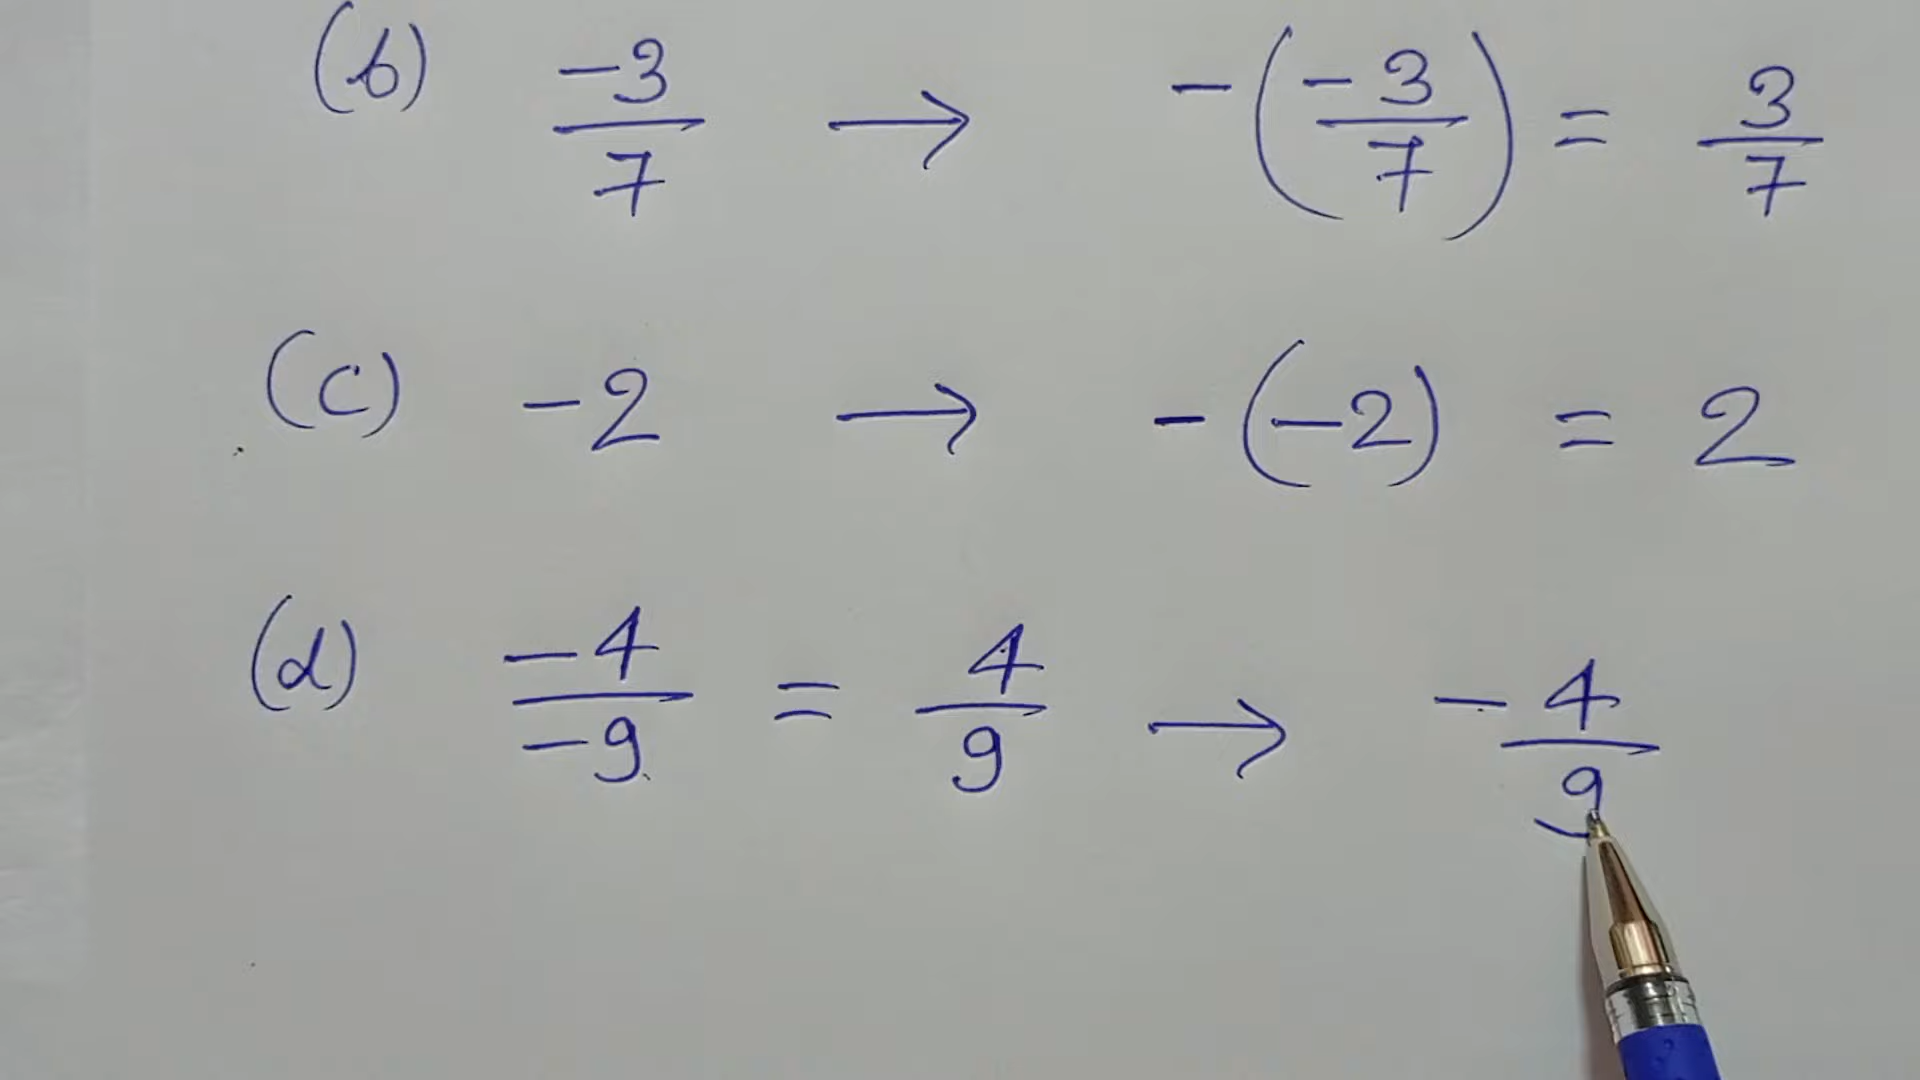 (b) -3/7 → -(-3/7) = 3/7
(c) -2 → -(-2) = 2
(d) -4/-9 = 4/9 → -4/9